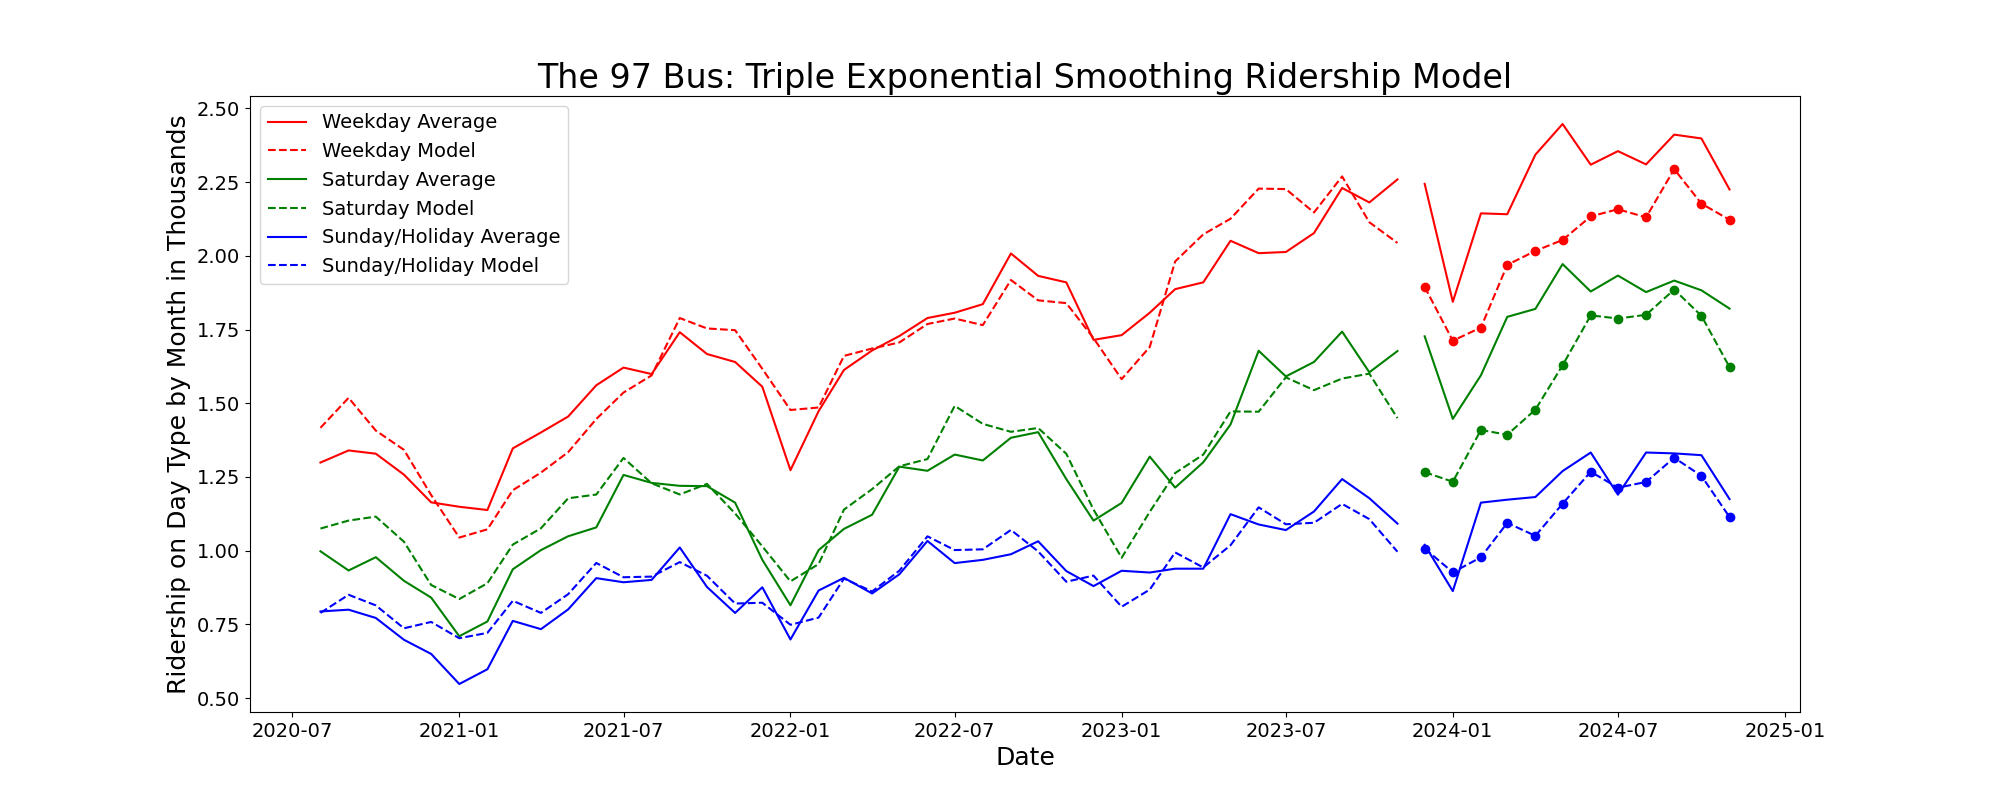 The 97 Bus: Triple Exponential Smoothing Ridership Model
Ridership on Day Type by Month in Thousands
2.50
2.25
2.00
1.75
1.50
1.25
1.00
0.75
0.50
Weekday Average
Weekday Model
Saturday Average
Saturday Model
Sunday/Holiday Average
Sunday/Holiday Model
2020-07 2021-01 2021-07 2022-01 2022-07 2023-01 2023-07 2024-01 2024-07 2025-01
Date